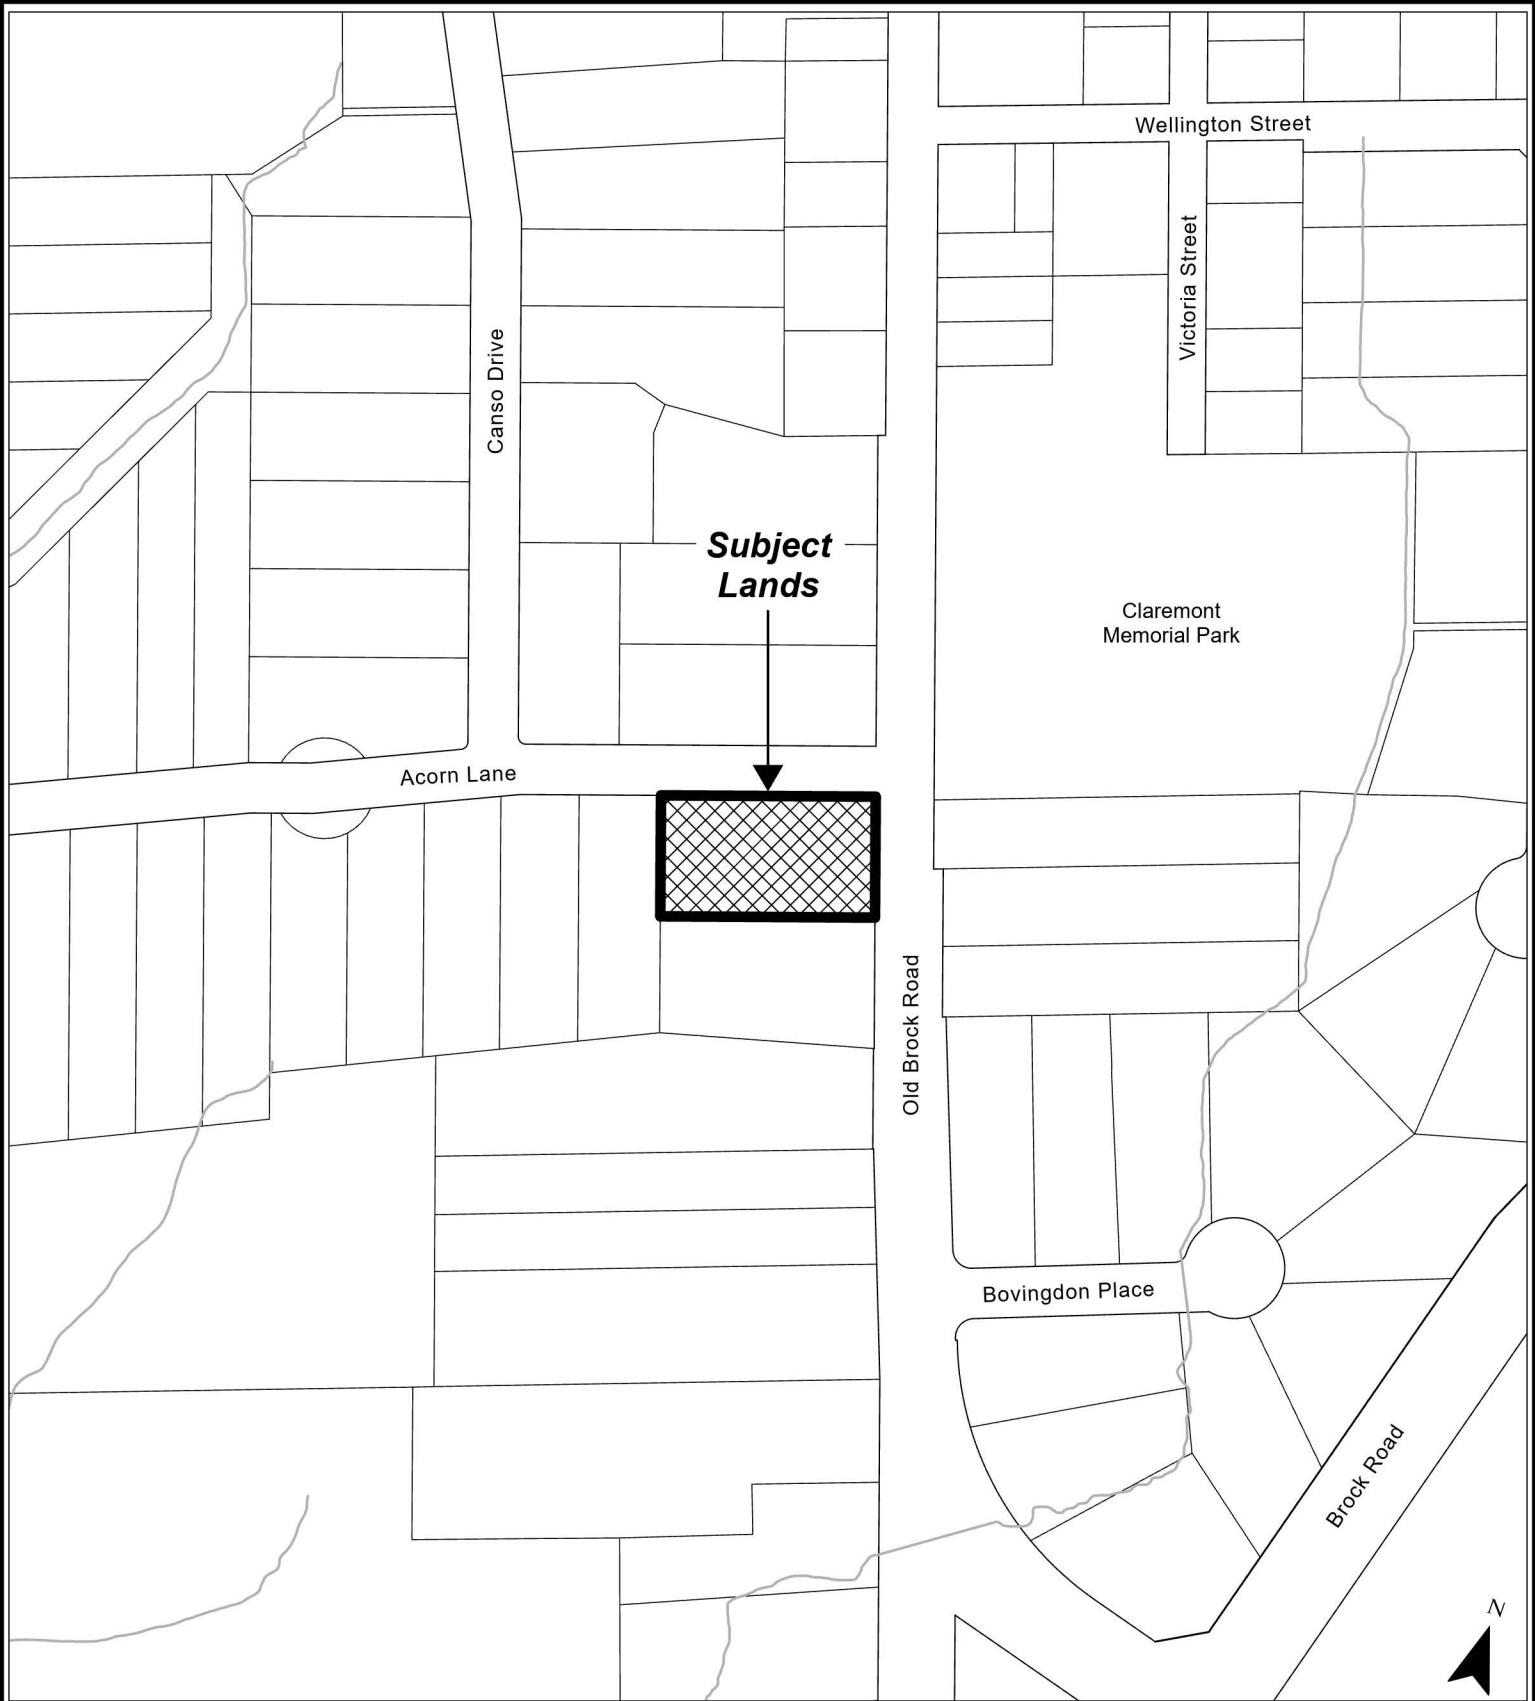 Wellington Street
Victoria Street
Canso Drive
Subject
Lands
Claremont
Memorial Park
Acorn Lane
Old Brock Road
Bovingdon Place
Brock Road
N